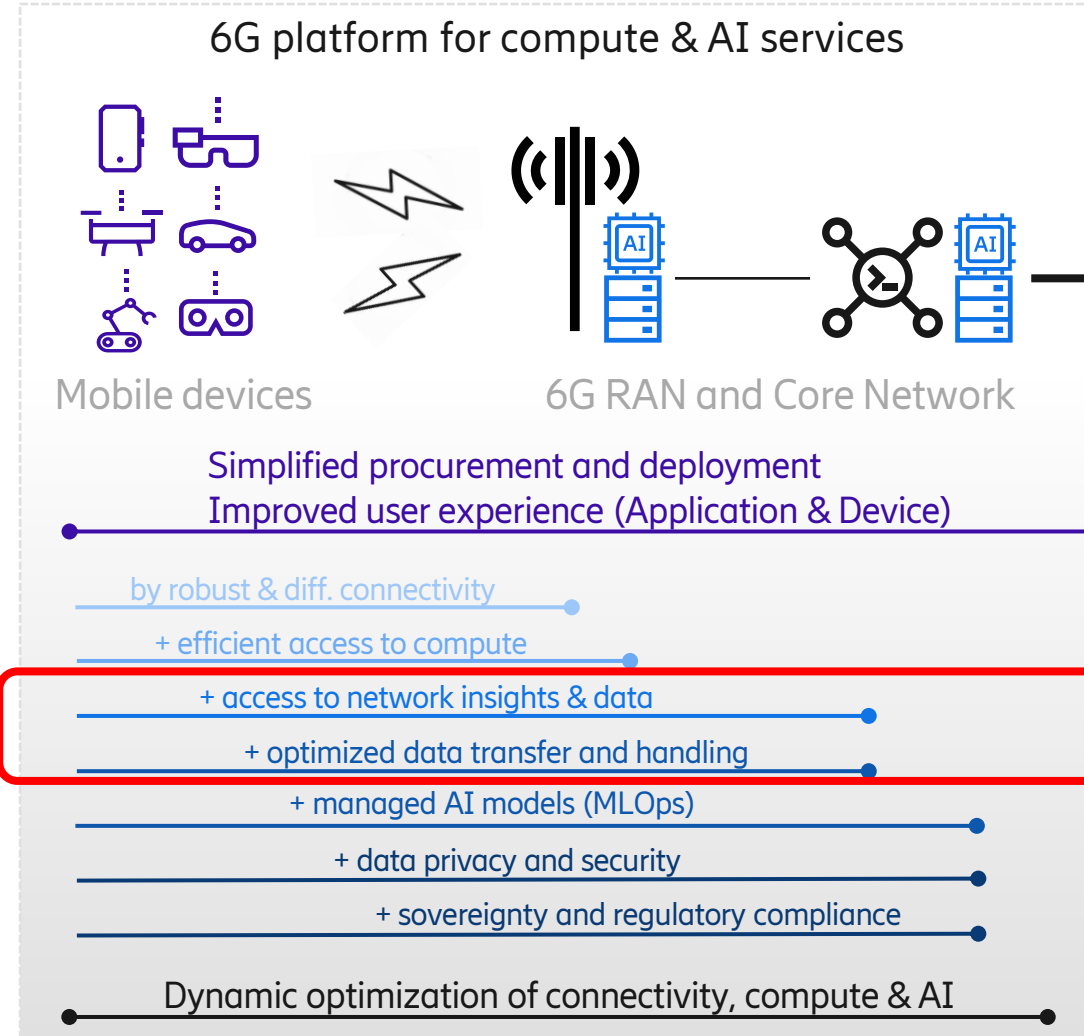 6G platform for compute & AI services
AI
AI
>_
Mobile devices
6G RAN and Core Network
Simplified procurement and deployment
Improved user experience (Application & Device)
by robust & diff. connectivity
+ efficient access to compute
+ access to network insights & data
+ optimized data transfer and handling
+ managed AI models (MLOps)
+ data privacy and security
+ sovereignty and regulatory compliance
Dynamic optimization of connectivity, compute & AI